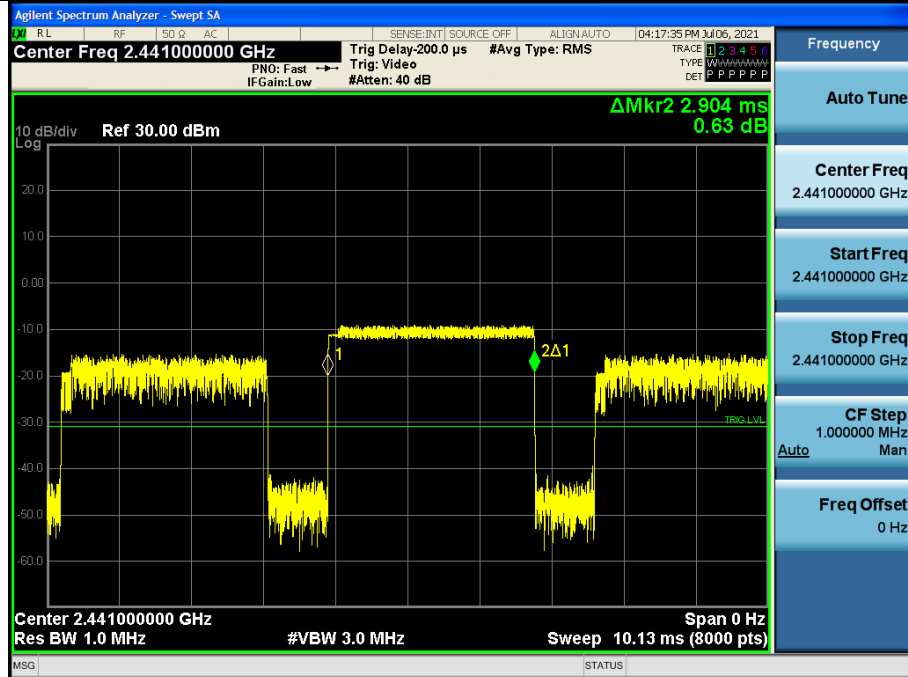 Agilent Spectrum Analyzer - Swept SA
LXI RL RF 50 Ω AC SENSE:INT SOURCE OFF ALIGN AUTO 04:17:35 PM Jul 06, 2021
Center Freq 2.441000000 GHz
PNO: Fast
IFGain:Low
Trig Delay-200.0 µs
Trig: Video
#Atten: 40 dB
#Avg Type: RMS
TRACE 1 2 3 4 5 6
TYPE WWWWWW
DET P P P P P P
ΔMkr2 2.904 ms
0.63 dB
10 dB/div
Log
Ref 30.00 dBm
20.0
10.0
0.00
-10.0
-20.0
-30.0
-40.0
-50.0
-60.0
1
2Δ1
TRIG LVL
Center 2.441000000 GHz
Span 0 Hz
Res BW 1.0 MHz
#VBW 3.0 MHz
Sweep 10.13 ms (8000 pts)
MSG
STATUS
Frequency
Auto Tune
Center Freq
2.441000000 GHz
Start Freq
2.441000000 GHz
Stop Freq
2.441000000 GHz
CF Step
1.000000 MHz
Auto Man
Freq Offset
0 Hz